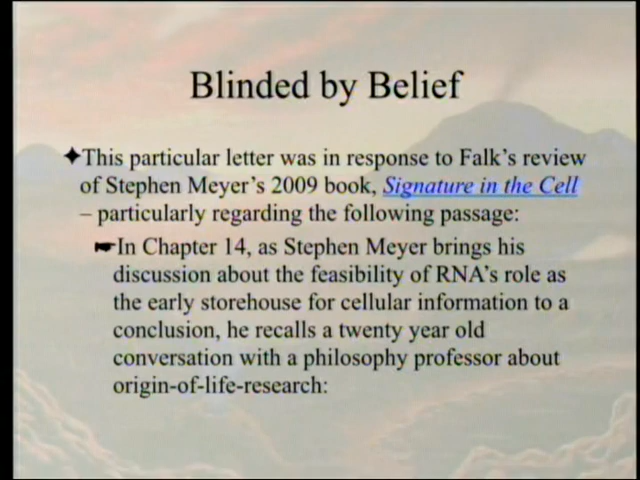 Blinded by Belief
This particular letter was in response to Falk's review
of Stephen Meyer's 2009 book, Signature in the Cell
– particularly regarding the following passage:
In Chapter 14, as Stephen Meyer brings his
discussion about the feasibility of RNA's role as
the early storehouse for cellular information to a
conclusion, he recalls a twenty year old
conversation with a philosophy professor about
origin-of-life-research: